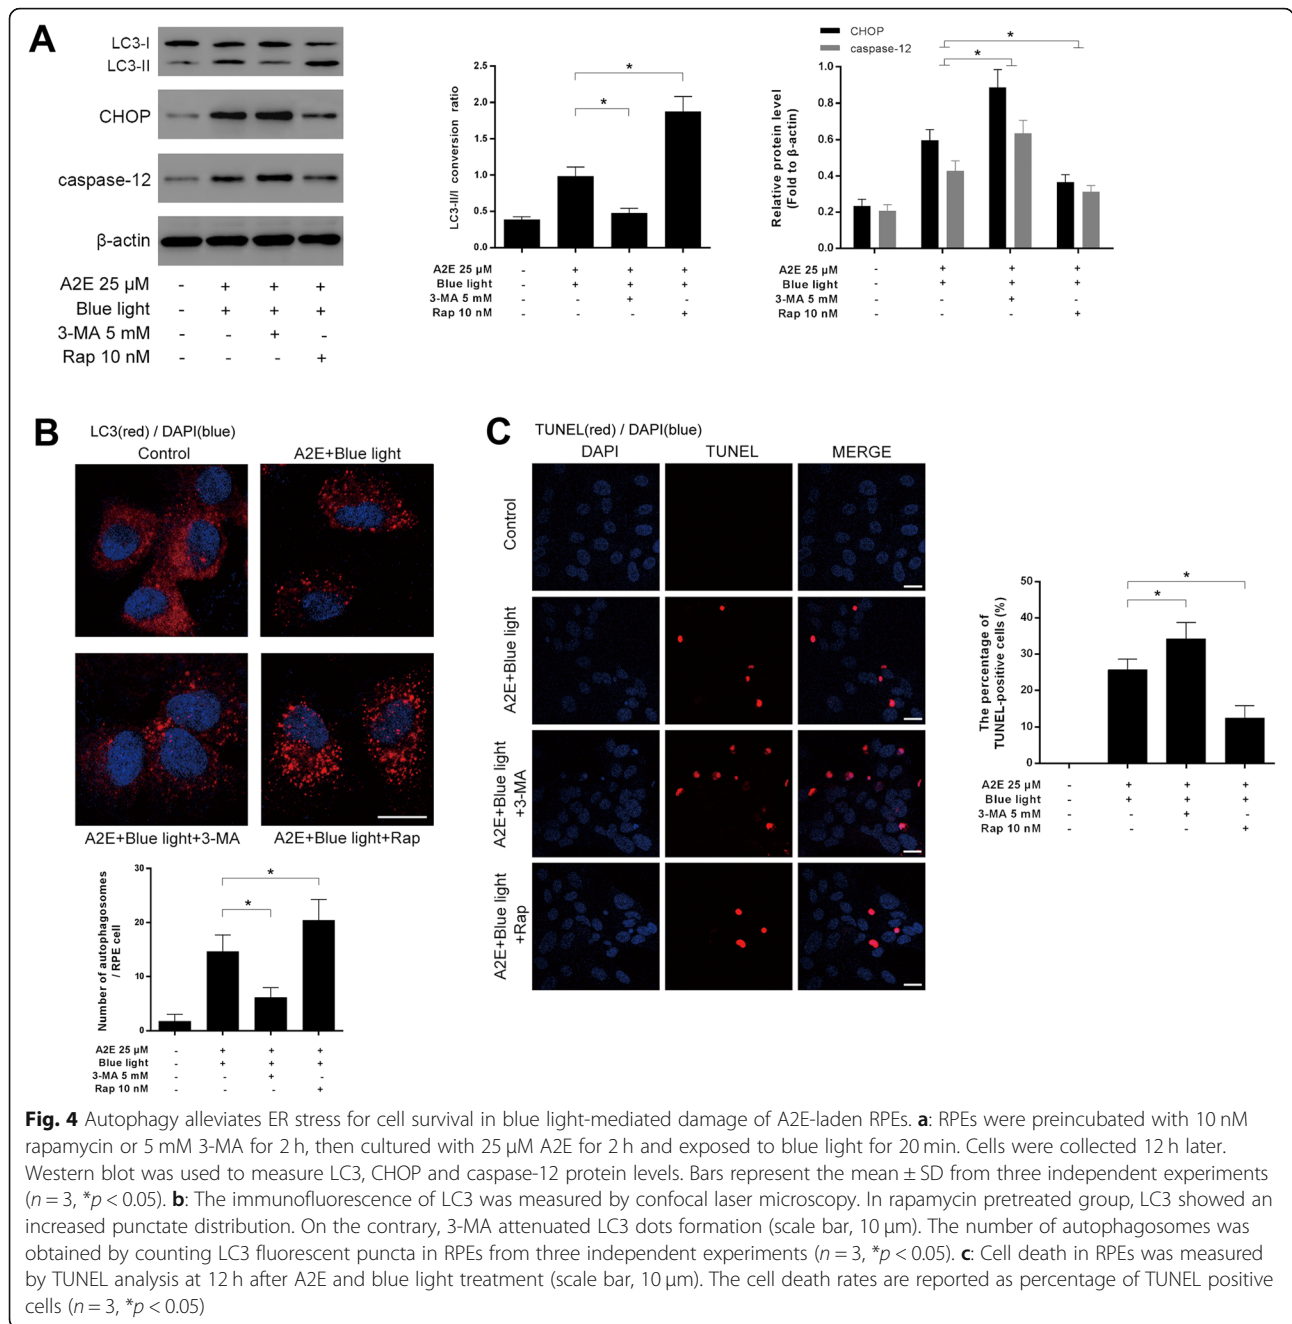 A
LC3-I
LC3-II
CHOP
caspase-12
β-actin
A2E 25 μM - + + +
Blue light - + + +
3-MA 5 mM - - + -
Rap 10 nM - - - +
LC3-II/I conversion ratio
2.5
2.0
1.5
1.0
0.5
0.0
* *
A2E 25 μM - + + +
Blue light - + + +
3-MA 5 mM - - + -
Rap 10 nM - - - +
CHOP
caspase-12
Relative protein level
(Fold to β-actin)
1.0
0.8
0.6
0.4
0.2
0.0
* *
A2E 25 μM - + + +
Blue light - + + +
3-MA 5 mM - - + -
Rap 10 nM - - - +
B
LC3(red) / DAPI(blue)
Control A2E+Blue light
A2E+Blue light+3-MA A2E+Blue light+Rap
Number of autophagosomes
/ RPE cell
30
20
10
0
* *
A2E 25 μM - + + +
Blue light - + + +
3-MA 5 mM - - + -
Rap 10 nM - - - +
C
TUNEL(red) / DAPI(blue)
DAPI TUNEL MERGE
Control
A2E+Blue light
A2E+Blue light
+3-MA
A2E+Blue light
+Rap
The percentage of
TUNEL-positive cells (%)
50
40
30
20
10
0
* *
A2E 25 μM - + + +
Blue light - + + +
3-MA 5 mM - - + -
Rap 10 nM - - - +
Fig. 4 Autophagy alleviates ER stress for cell survival in blue light-mediated damage of A2E-laden RPEs. a: RPEs were preincubated with 10 nM
rapamycin or 5 mM 3-MA for 2 h, then cultured with 25 μM A2E for 2 h and exposed to blue light for 20 min. Cells were collected 12 h later.
Western blot was used to measure LC3, CHOP and caspase-12 protein levels. Bars represent the mean ± SD from three independent experiments
(n = 3, *p < 0.05). b: The immunofluorescence of LC3 was measured by confocal laser microscopy. In rapamycin pretreated group, LC3 showed an
increased punctate distribution. On the contrary, 3-MA attenuated LC3 dots formation (scale bar, 10 μm). The number of autophagosomes was
obtained by counting LC3 fluorescent puncta in RPEs from three independent experiments (n = 3, *p < 0.05). c: Cell death in RPEs was measured
by TUNEL analysis at 12 h after A2E and blue light treatment (scale bar, 10 μm). The cell death rates are reported as percentage of TUNEL positive
cells (n = 3, *p < 0.05)